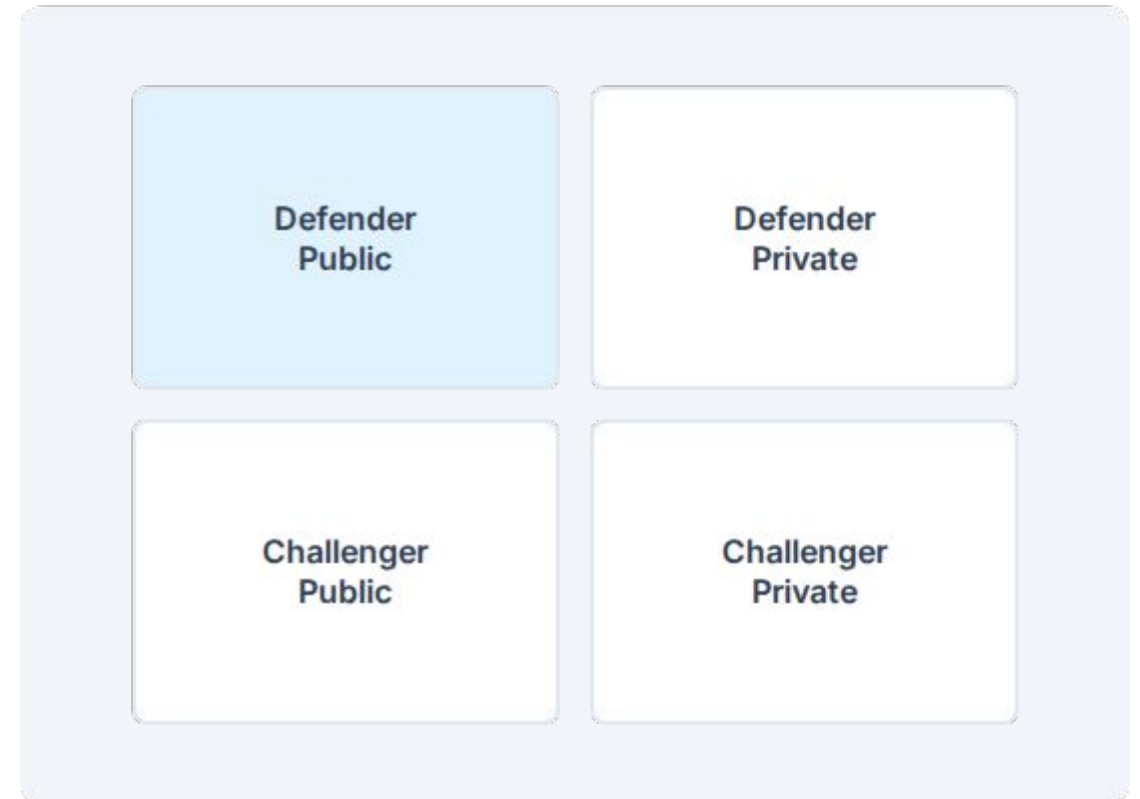 Defender
Public
Defender
Private
Challenger
Public
Challenger
Private